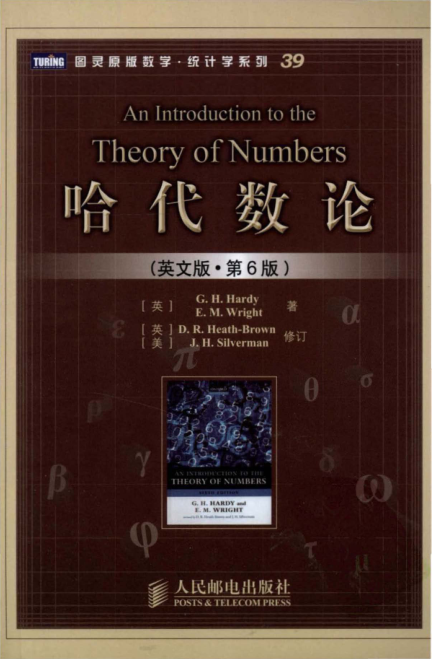 TURING 图灵原版数学·统计学系列 39
An Introduction to the
Theory of Numbers
哈代数论
(英文版·第6版)
[英] G. H. Hardy
E. M. Wright 著
[英] D. R. Heath-Brown
[美] J. H. Silverman 修订
α
ε
π
θ
σ
ρ
γ
δ
β
ω
AN INTRODUCTION TO THE
THEORY OF NUMBERS
SIXTH EDITION
G. H. HARDY and
E. M. WRIGHT
φ
τ
μ
人民邮电出版社
POSTS & TELECOM PRESS